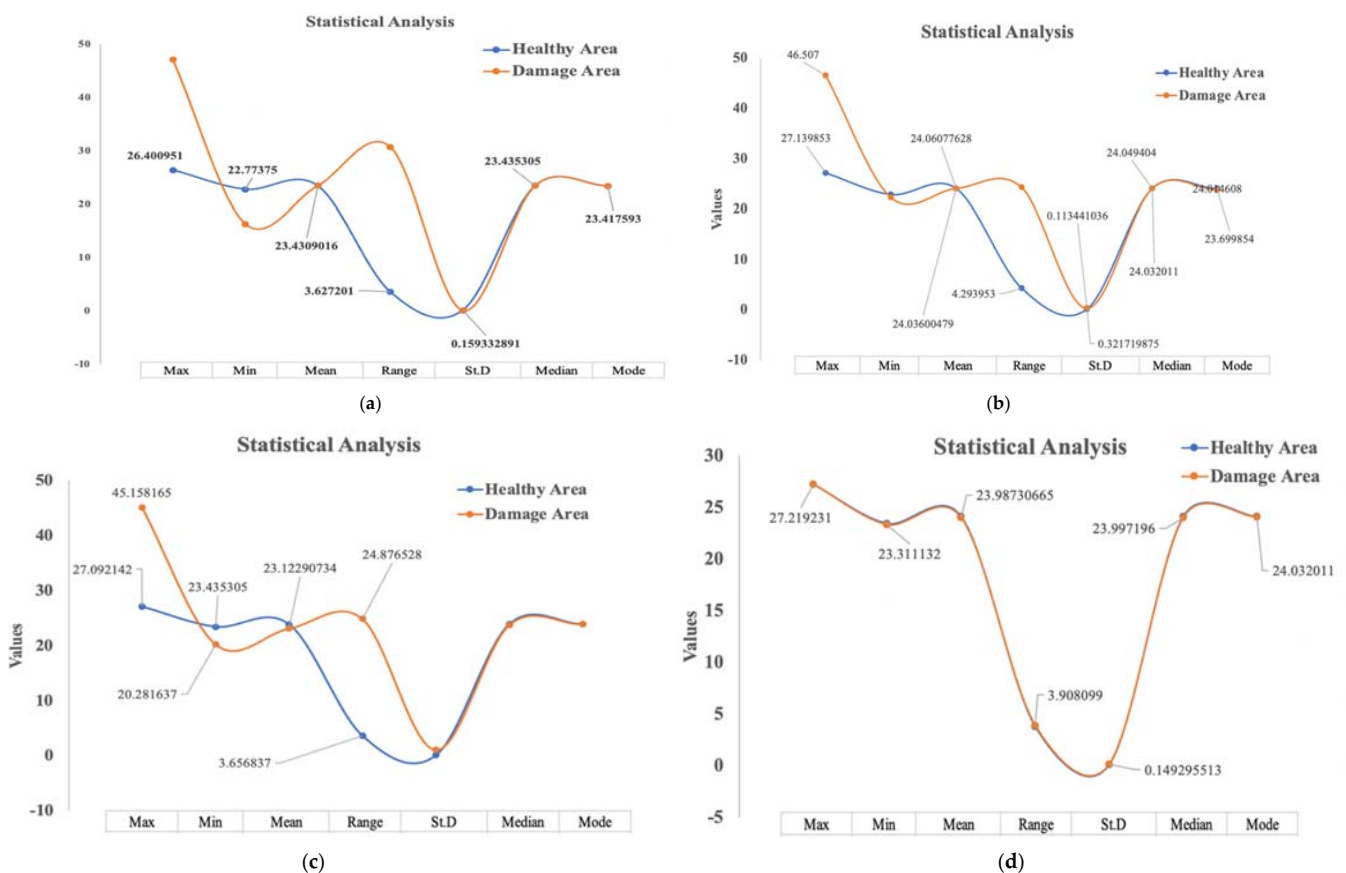 Statistical Analysis
50
40
30
20
10
0
-10
Healthy Area
Damage Area
26.400951
22.77375
23.4309016
3.627201
0.159332891
23.435305
23.417593
Max Min Mean Range St.D Median Mode
(a)
Statistical Analysis
Values
50
40
30
20
10
0
-10
Healthy Area
Damage Area
46.507
27.139853
24.06077628
24.03600479
4.293953
0.113441036
0.321719875
24.049404
24.032011
24.014608
23.699854
Max Min Mean Range St.D Median Mode
(b)
Statistical Analysis
Values
50
40
30
20
10
0
-10
Healthy Area
Damage Area
45.158165
27.092142
23.435305
20.281637
23.12290734
24.876528
3.656837
Max Min Mean Range St.D Median Mode
(c)
Statistical Analysis
Values
30
25
20
15
10
5
0
-5
Healthy Area
Damage Area
27.219231
23.311132
23.98730665
3.908099
0.149295513
23.997196
24.032011
Max Min Mean Range St.D Median Mode
(d)